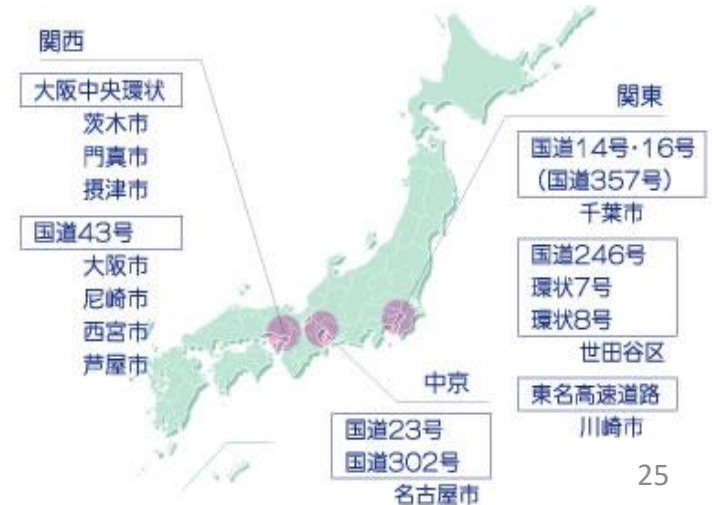 関西
大阪中央環状
茨木市
門真市
摂津市
国道43号
大阪市
尼崎市
西宮市
芦屋市
関東
国道14号・16号
(国道357号)
千葉市
国道246号
環状7号
環状8号
世田谷区
東名高速道路
川崎市
中京
国道23号
国道302号
名古屋市
25